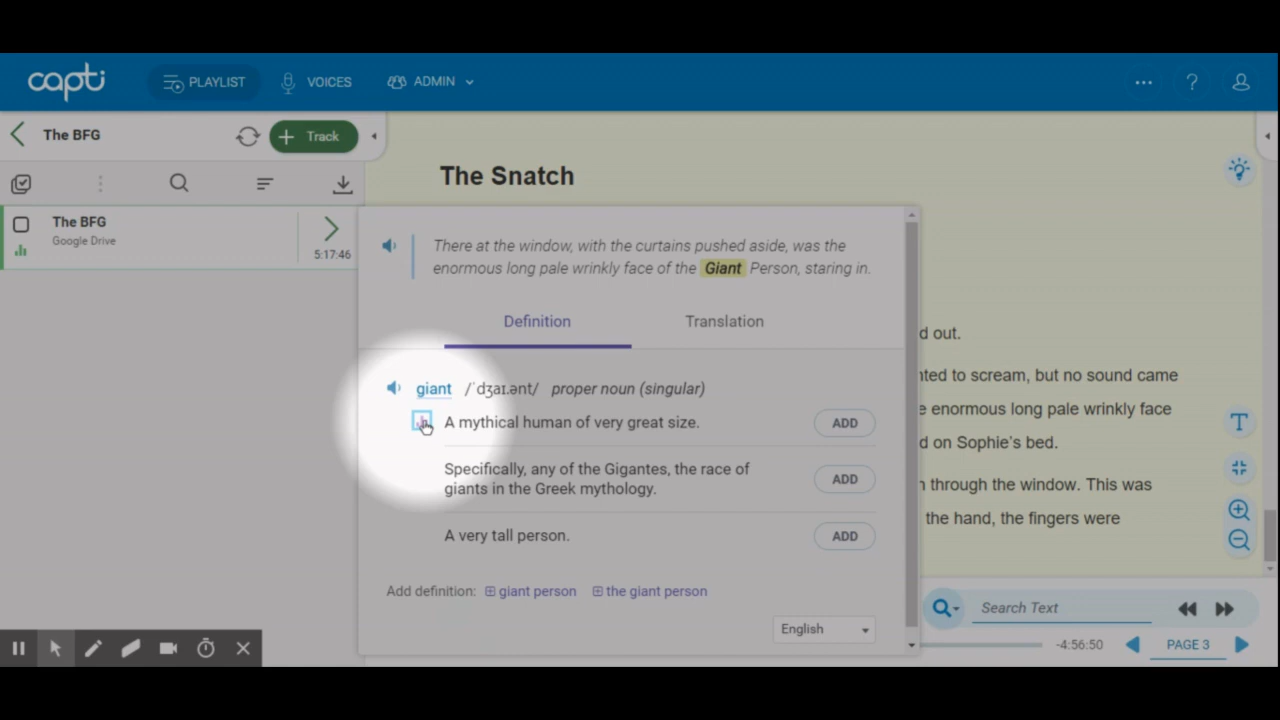 capti
PLAYLIST
VOICES
ADMIN
...
?
The BFG
+ Track
The BFG
Google Drive
5:17:46
The Snatch
There at the window, with the curtains pushed aside, was the
enormous long pale wrinkly face of the Giant Person, staring in.
Definition
Translation
giant /ˈdʒaɪ.ənt/ proper noun (singular)
A mythical human of very great size.
ADD
Specifically, any of the Gigantes, the race of
giants in the Greek mythology.
ADD
A very tall person.
ADD
Add definition: giant person the giant person
English
d out.
ted to scream, but no sound came
e enormous long pale wrinkly face
d on Sophie's bed.
through the window. This was
the hand, the fingers were
T
Search Text
-4:56:50
PAGE 3